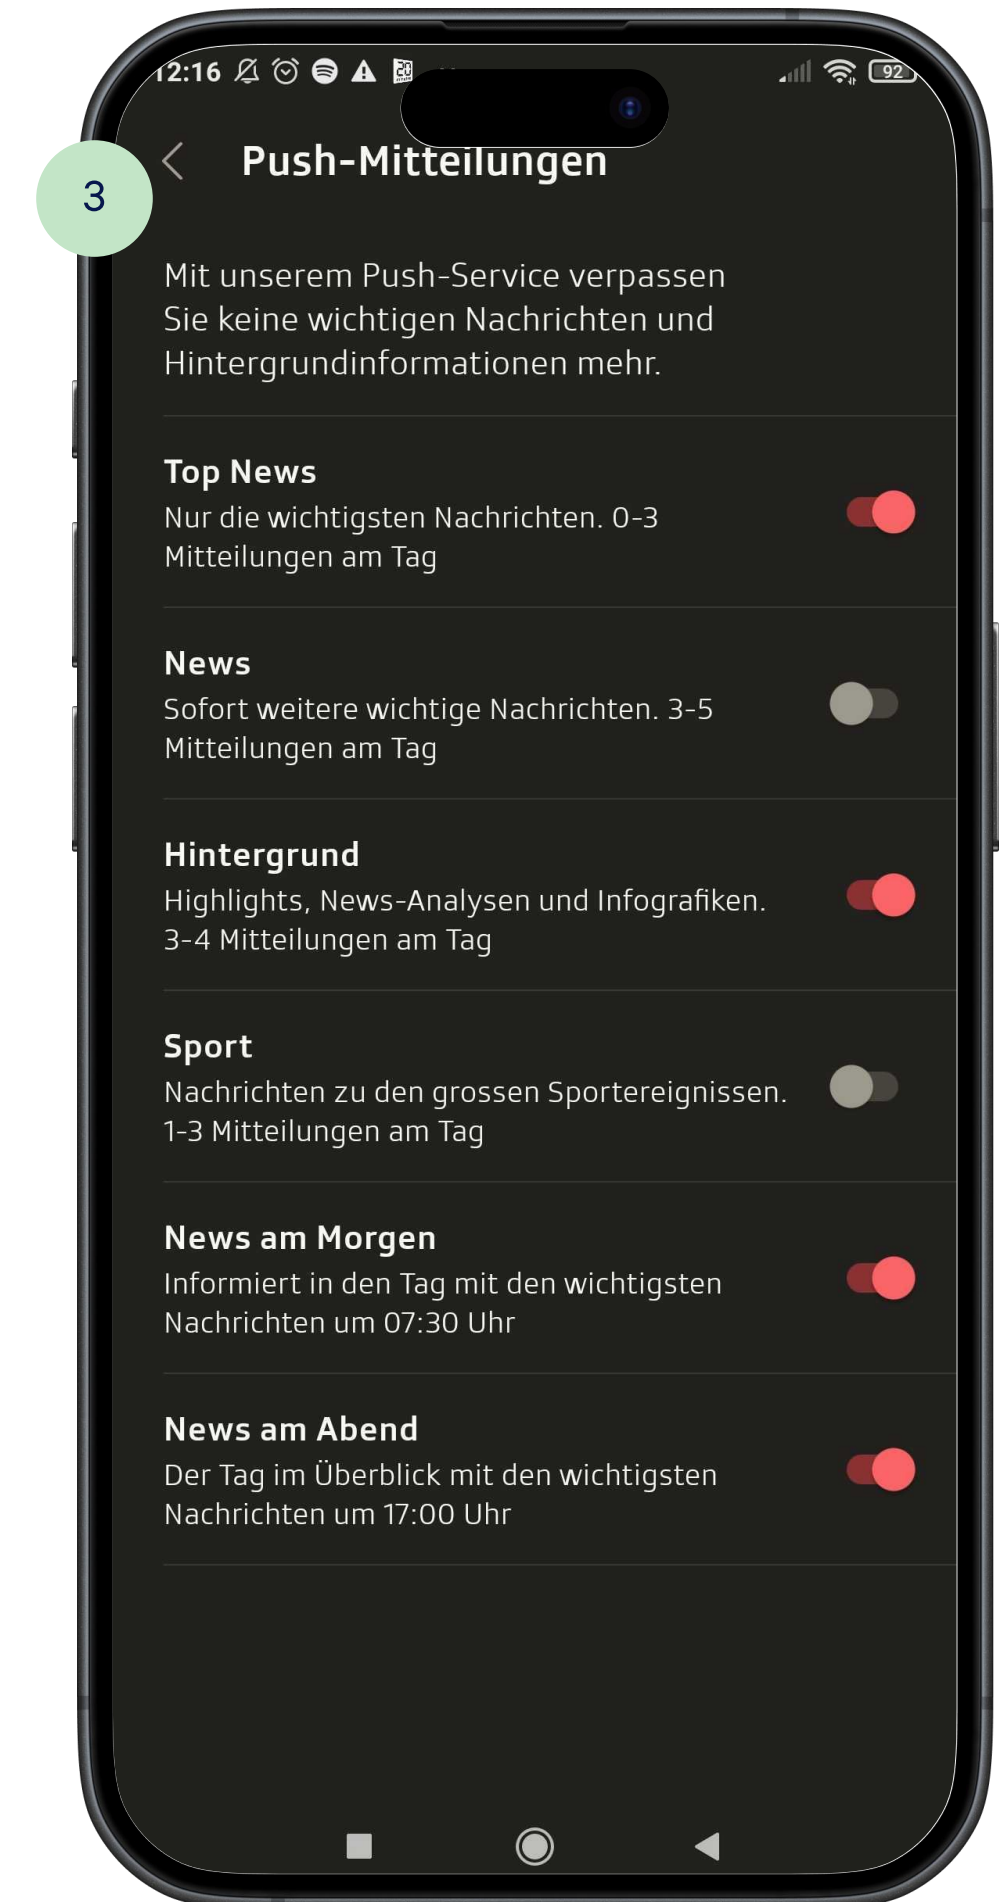 12:16
92
3
Push-Mitteilungen
Mit unserem Push-Service verpassen
Sie keine wichtigen Nachrichten und
Hintergrundinformationen mehr.
Top News
Nur die wichtigsten Nachrichten. 0-3
Mitteilungen am Tag
News
Sofort weitere wichtige Nachrichten. 3-5
Mitteilungen am Tag
Hintergrund
Highlights, News-Analysen und Infografiken.
3-4 Mitteilungen am Tag
Sport
Nachrichten zu den grossen Sportereignissen.
1-3 Mitteilungen am Tag
News am Morgen
Informiert in den Tag mit den wichtigsten
Nachrichten um 07:30 Uhr
News am Abend
Der Tag im Überblick mit den wichtigsten
Nachrichten um 17:00 Uhr